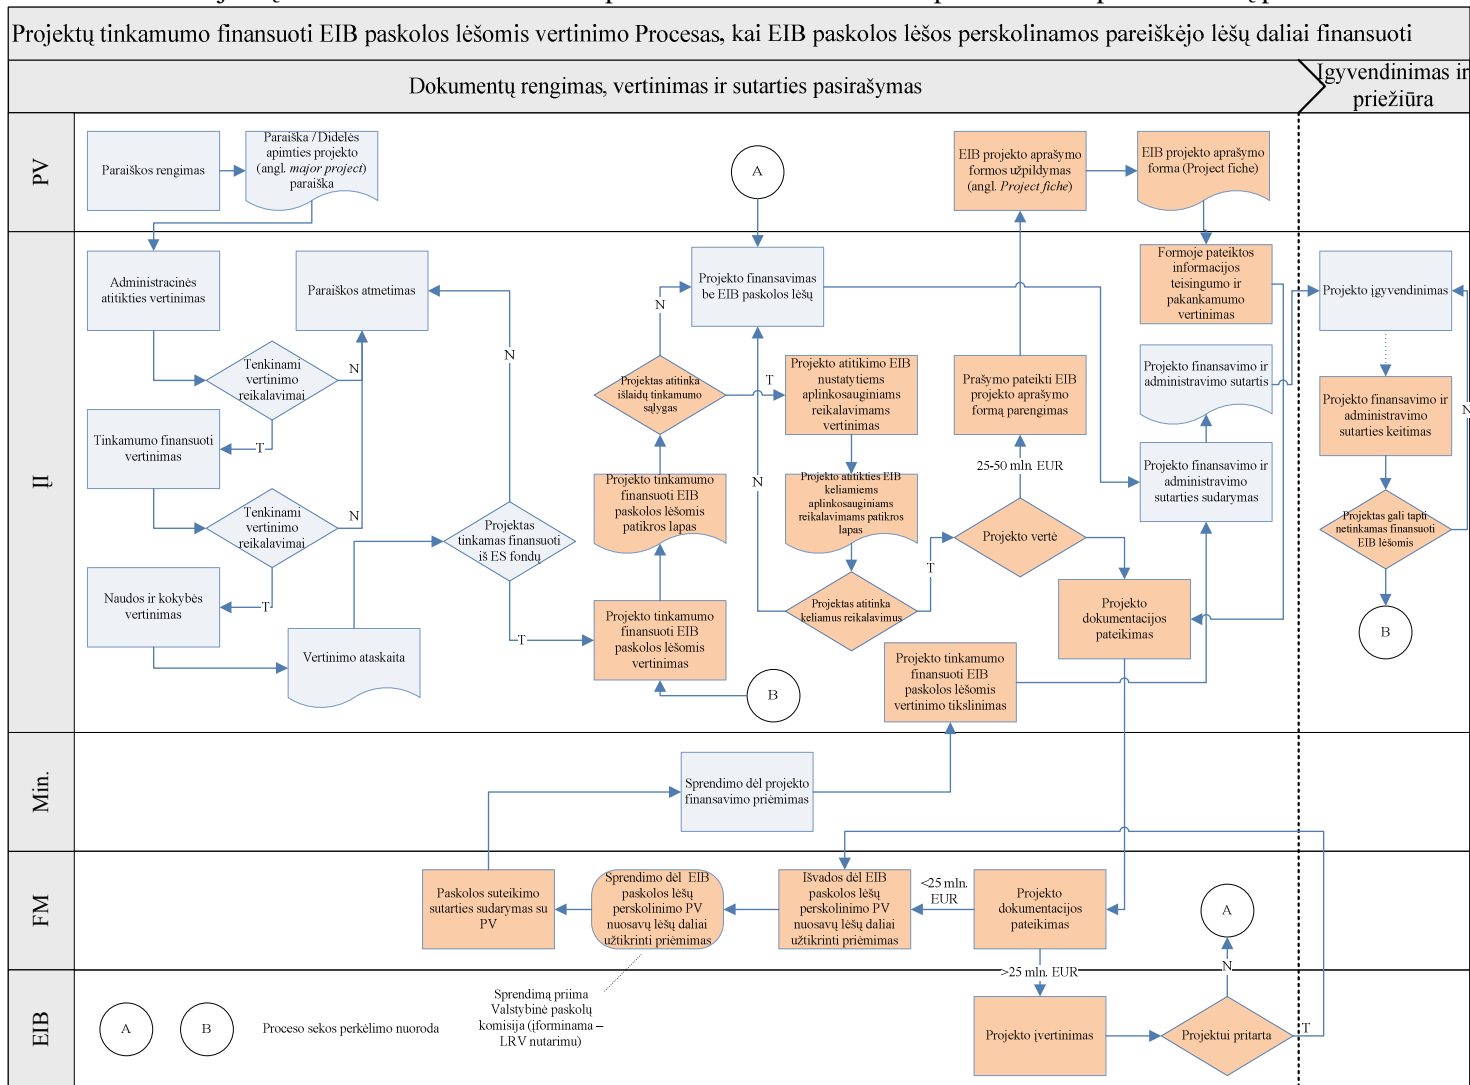 Projektų tinkamumo finansuoti EIB paskolos lėšomis vertinimo Procesas, kai EIB paskolos lėšos perskolinamos pareiškėjo lėšų daliai finansuoti
Dokumentų rengimas, vertinimas ir sutarties pasirašymas
Įgyvendinimas ir
priežiūra
PV
Paraiškos rengimas
Paraiška / Didelės
apimties projekto
(angl. major project)
paraiška
A
EIB projekto aprašymo
formos užpildymas
(angl. Project fiche)
EIB projekto aprašymo
forma (Project fiche)
ĮI
Administracinės
atitikties vertinimas
Paraiškos atmetimas
Tenkinami
vertinimo
reikalavimai
N
T
Tinkamumo finansuoti
vertinimas
Tenkinami
vertinimo
reikalavimai
N
T
Naudos ir kokybės
vertinimas
Vertinimo ataskaita
N
Projektas
tinkamas finansuoti
iš ES fondų
T
Projekto finansavimas
be EIB paskolos lėšų
N
Projektas atitinka
išlaidų tinkamumo
sąlygas
T
Projekto tinkamumo
finansuoti EIB
paskolos lėšomis
patikros lapas
Projekto tinkamumo
finansuoti EIB
paskolos lėšomis
vertinimas
B
Projekto atitikimo EIB
nustatytiems
aplinkosauginiams
reikalavimams
vertinimas
N
Projekto atitikties EIB
keliamiems
aplinkosauginiams
reikalavimams patikros
lapas
Projektas atitinka
keliamus reikalavimus
T
Prašymo pateikti EIB
projekto aprašymo
formą parengimas
25-50 mln. EUR
Projekto vertė
Projekto
dokumentacijos
pateikimas
Projekto tinkamumo
finansuoti EIB
paskolos lėšomis
vertinimo tikslinimas
Formoje pateiktos
informacijos
teisingumo ir
pakankamumo
vertinimas
Projekto finansavimo ir
administravimo sutartis
Projekto finansavimo ir
administravimo
sutarties sudarymas
Projekto įgyvendinimas
Projekto finansavimo ir
administravimo
sutarties keitimas
N
Projektas gali tapti
netinkamas finansuoti
EIB lėšomis
B
Min.
Sprendimo dėl projekto
finansavimo priėmimas
FM
Paskolos suteikimo
sutarties sudarymas su
PV
Sprendimo dėl EIB
paskolos lėšų
perskolinimo PV
nuosavų lėšų daliai
užtikrinti priėmimas
Išvados dėl EIB
paskolos lėšų
perskolinimo PV
nuosavų lėšų daliai
užtikrinti priėmimas
<25 mln.
EUR
Projekto
dokumentacijos
pateikimas
A
N
>25 mln. EUR
EIB
A
B
Proceso sekos perkėlimo nuoroda
Sprendimą priima
Valstybinė paskolų
komisija (įforminama –
LRV nutarimu)
Projekto įvertinimas
Projektui pritarta
T